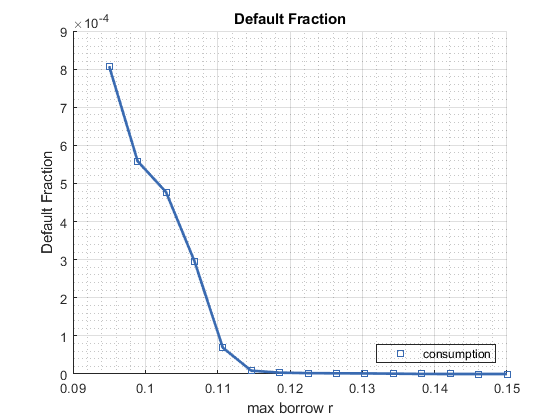 Default Fraction
×10⁻⁴
9
8
7
6
5
4
3
2
1
0
Default Fraction
consumption
0.09 0.1 0.11 0.12 0.13 0.14 0.15
max borrow r